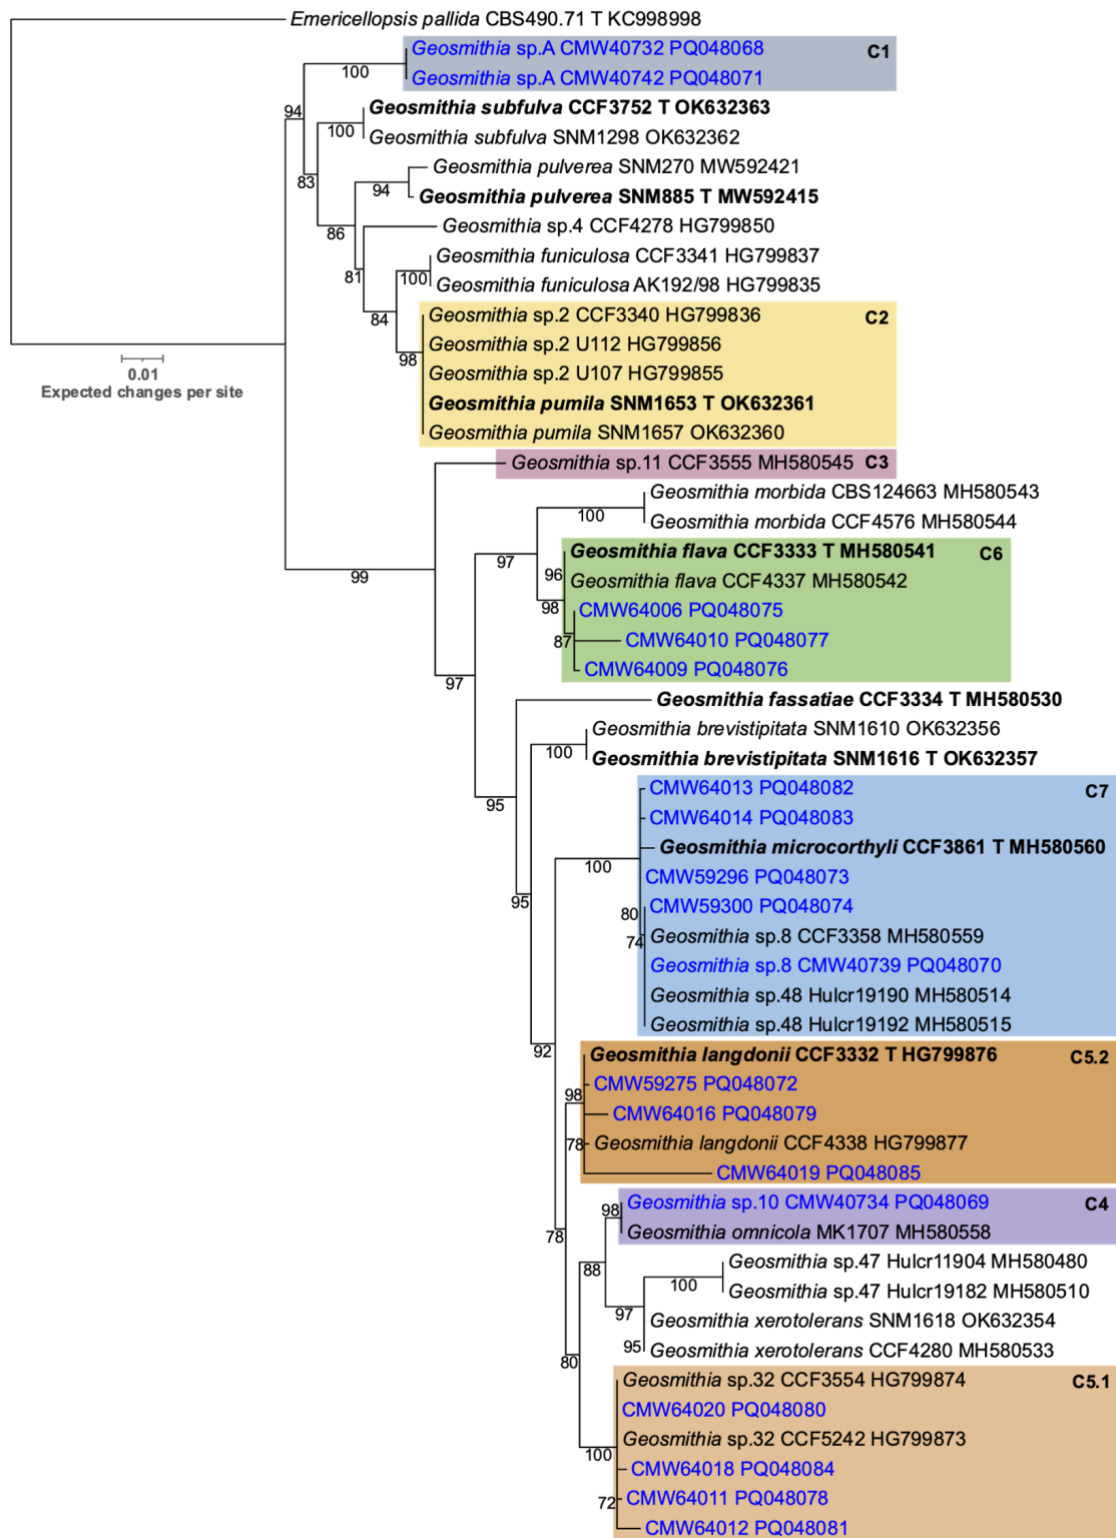 Emericellopsis pallida CBS490.71 T KC998998
Geosmithia sp.A CMW40732 PQ048068 C1
100
Geosmithia sp.A CMW40742 PQ048071
94
Geosmithia subfulva CCF3752 T OK632363
100
Geosmithia subfulva SNM1298 OK632362
Geosmithia pulverea SNM270 MW592421
83
94
Geosmithia pulverea SNM885 T MW592415
86
Geosmithia sp.4 CCF4278 HG799850
Geosmithia funiculosa CCF3341 HG799837
81
100
Geosmithia funiculosa AK192/98 HG799835
84
Geosmithia sp.2 CCF3340 HG799836 C2
Geosmithia sp.2 U112 HG799856
98
0.01
Geosmithia sp.2 U107 HG799855
Expected changes per site
Geosmithia pumila SNM1653 T OK632361
Geosmithia pumila SNM1657 OK632360
Geosmithia sp.11 CCF3555 MH580545 C3
Geosmithia morbida CBS124663 MH580543
100
Geosmithia morbida CCF4576 MH580544
97
Geosmithia flava CCF3333 T MH580541 C6
99
96
Geosmithia flava CCF4337 MH580542
98
CMW64006 PQ048075
87
CMW64010 PQ048077
CMW64009 PQ048076
97
Geosmithia fassatiae CCF3334 T MH580530
Geosmithia brevistipitata SNM1610 OK632356
100
Geosmithia brevistipitata SNM1616 T OK632357
CMW64013 PQ048082 C7
95
CMW64014 PQ048083
Geosmithia microcorthyli CCF3861 T MH580560
100
CMW59296 PQ048073
95
CMW59300 PQ048074
80
74
Geosmithia sp.8 CCF3358 MH580559
Geosmithia sp.8 CMW40739 PQ048070
Geosmithia sp.48 Hulcr19190 MH580514
Geosmithia sp.48 Hulcr19192 MH580515
92
Geosmithia langdonii CCF3332 T HG799876 C5.2
98
CMW59275 PQ048072
CMW64016 PQ048079
78
Geosmithia langdonii CCF4338 HG799877
CMW64019 PQ048085
98
Geosmithia sp.10 CMW40734 PQ048069 C4
78
Geosmithia omnicola MK1707 MH580558
88
Geosmithia sp.47 Hulcr11904 MH580480
100
Geosmithia sp.47 Hulcr19182 MH580510
97
Geosmithia xerotolerans SNM1618 OK632354
95
Geosmithia xerotolerans CCF4280 MH580533
80
Geosmithia sp.32 CCF3554 HG799874 C5.1
CMW64020 PQ048080
Geosmithia sp.32 CCF5242 HG799873
100
CMW64018 PQ048084
72
CMW64011 PQ048078
CMW64012 PQ048081